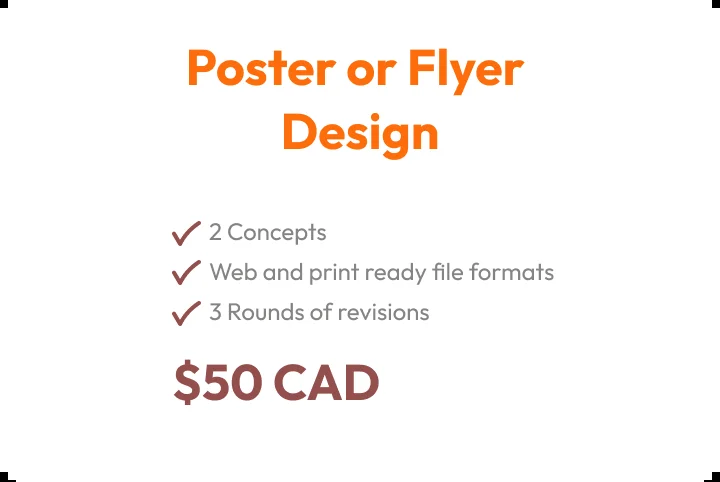 Poster or Flyer
Design
2 Concepts
Web and print ready file formats
3 Rounds of revisions
$50 CAD